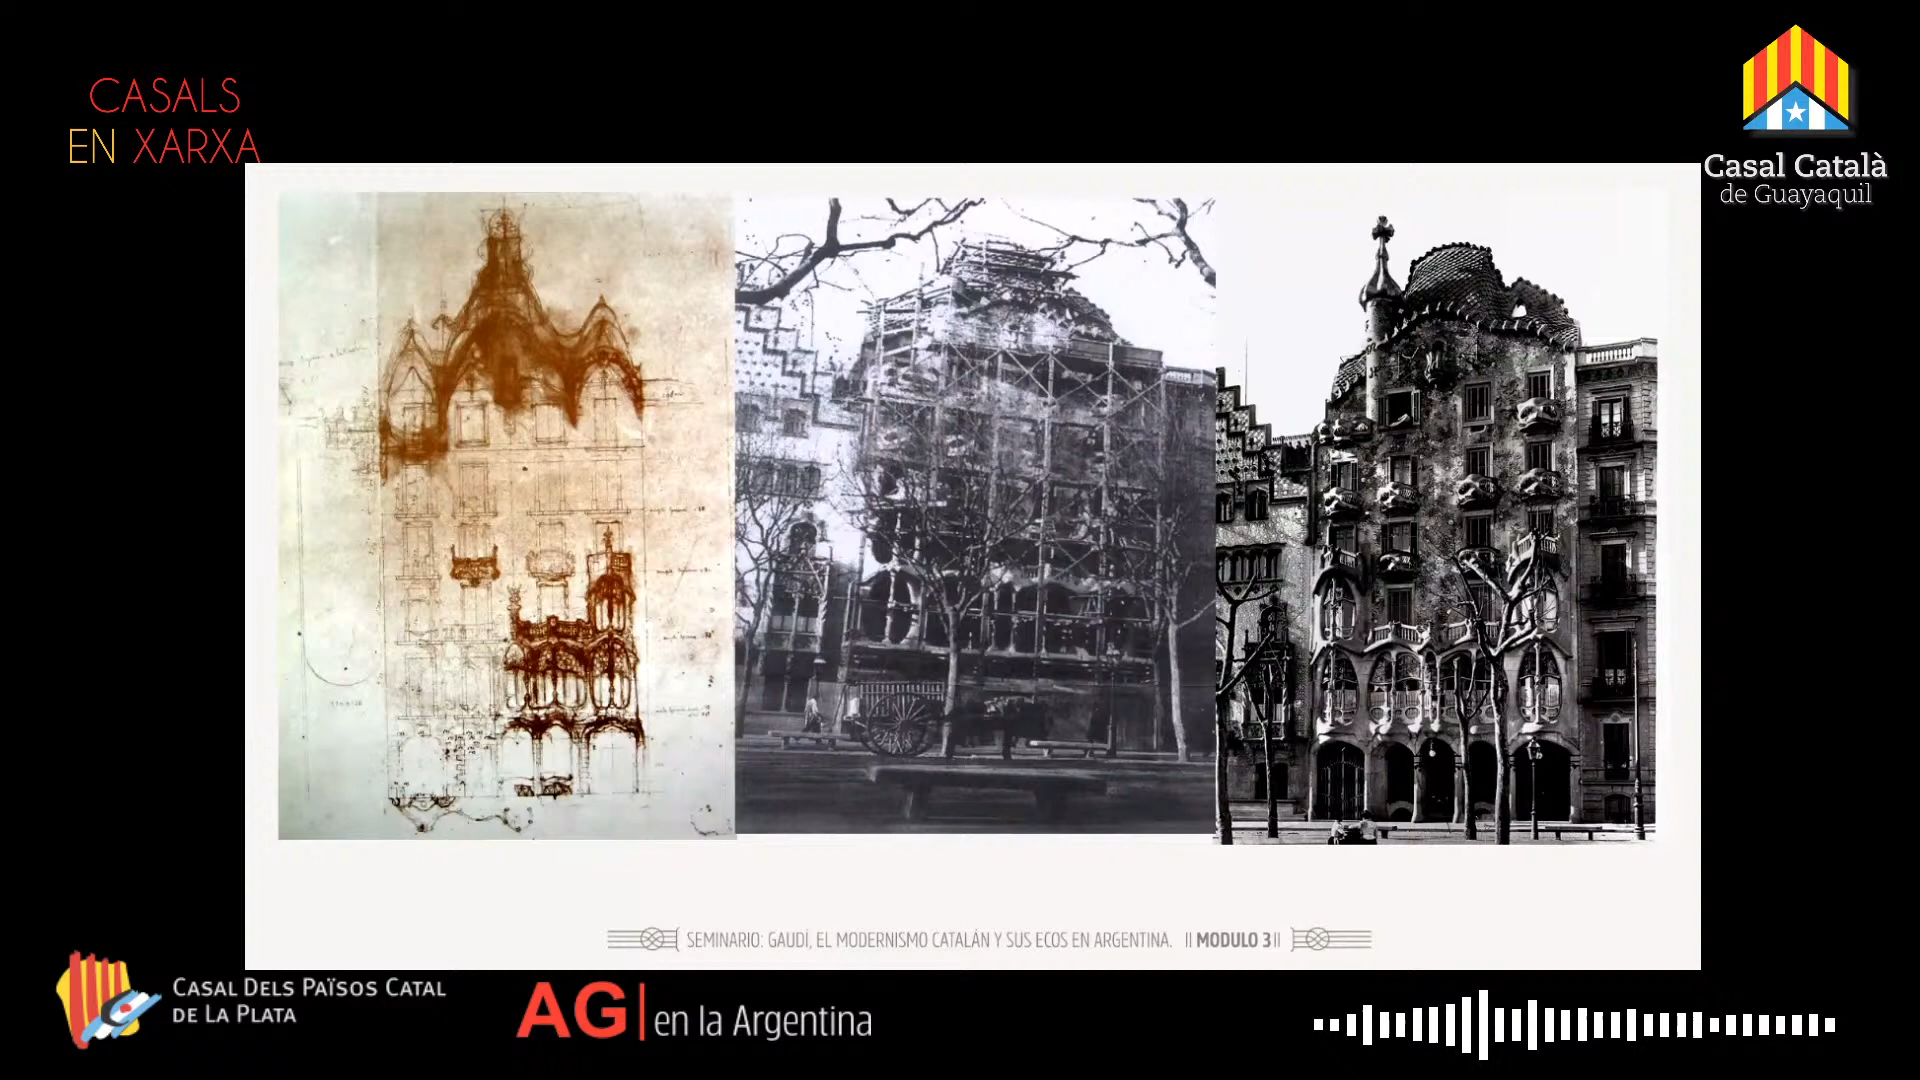 CASALS
EN XARXA
Casal Català
de Guayaquil
SEMINARIO: GAUDÍ, EL MODERNISMO CATALÁN Y SUS ECOS EN ARGENTINA. || MODULO 3 ||
CASAL DELS PAÏSOS CATAL
DE LA PLATA
AG | en la Argentina